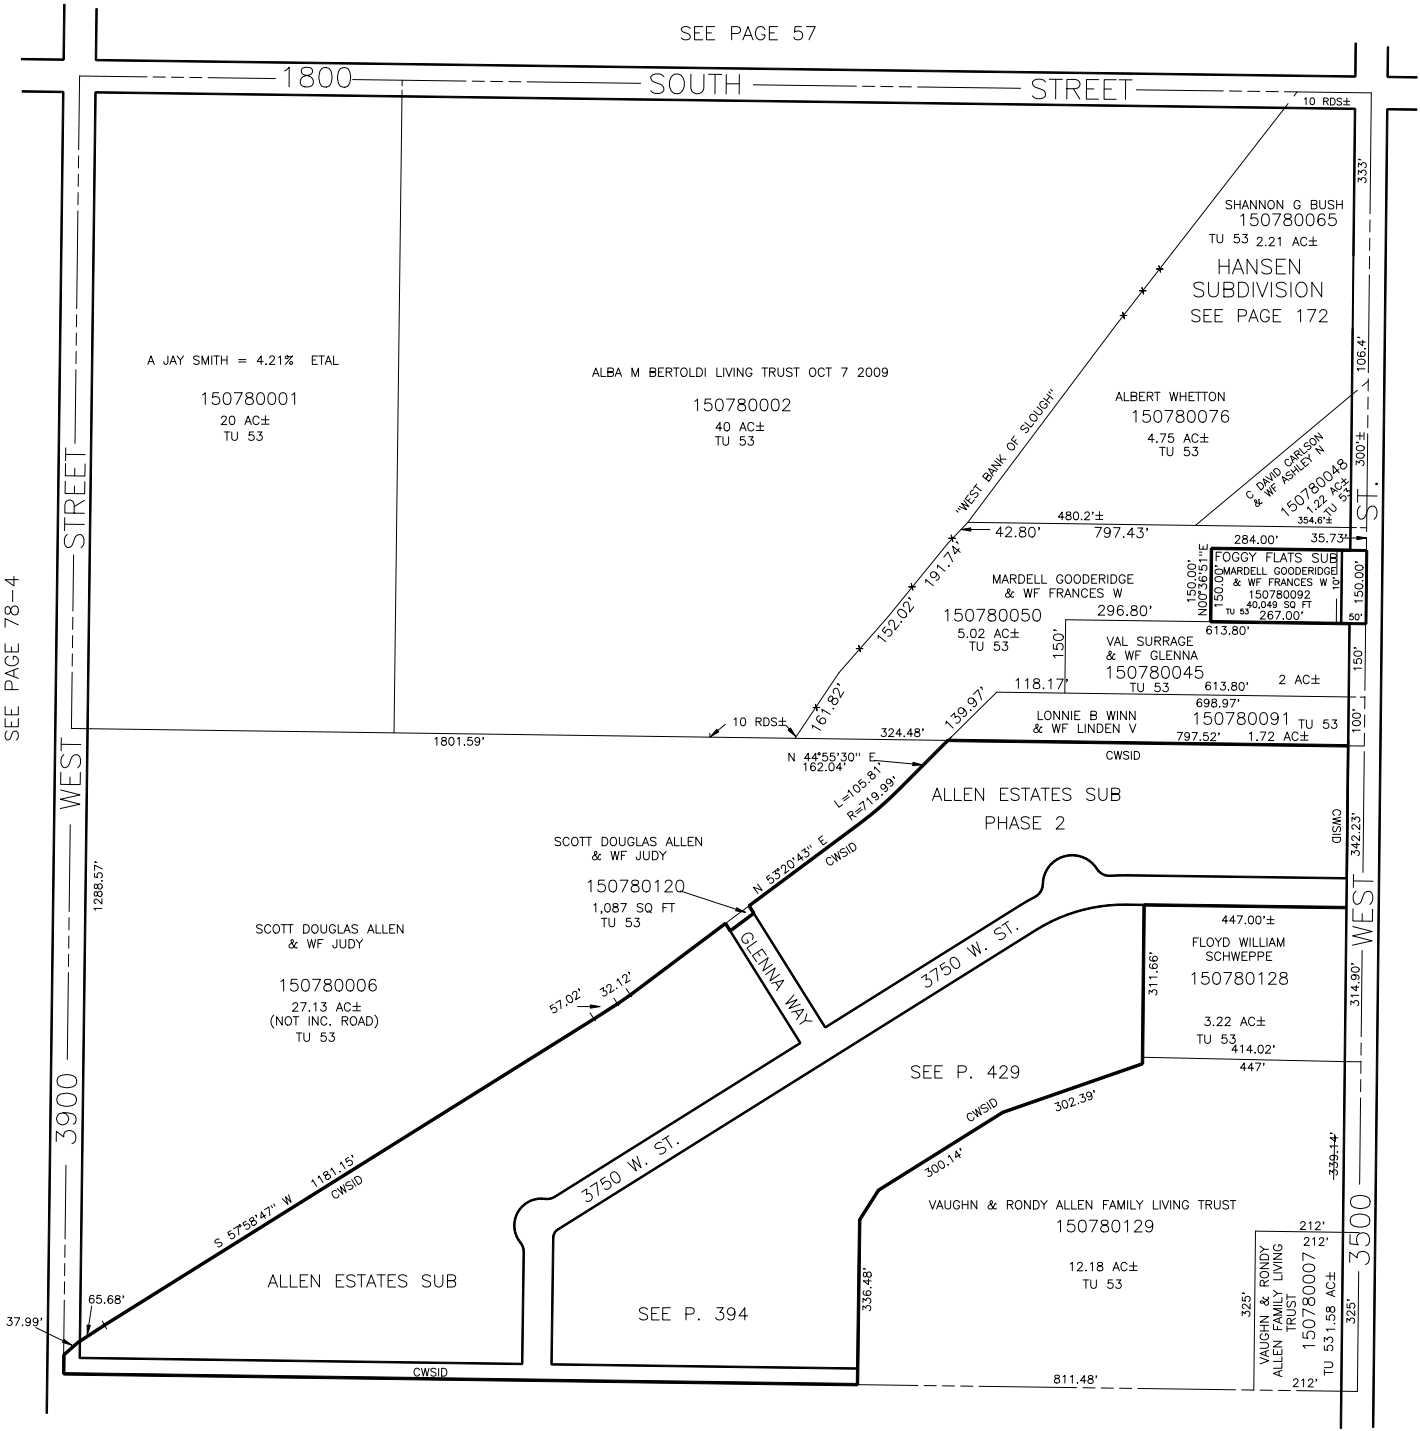 SEE PAGE 57
1800 SOUTH STREET
10 RDS±
333'
SHANNON G BUSH
150780065
TU 53 2.21 AC±
HANSEN
SUBDIVISION
SEE PAGE 172
106.4'
A JAY SMITH = 4.21% ETAL
150780001
20 AC±
TU 53
ALBA M BERTOLDI LIVING TRUST OCT 7 2009
150780002
40 AC±
TU 53
"WEST BANK OF SLOUGH"
ALBERT WHETTON
150780076
4.75 AC±
TU 53
C DAVID CARLSON
& WF ASHLEY N
150780048
1.22 AC±
TU 53
300'±
354.6'±
480.2'±
42.80'
797.43'
284.00'
35.73'
191.74'
152.02'
161.82'
MARDELL GOODERIDGE
& WF FRANCES W
150780050
5.02 AC±
TU 53
N00°36'51"E
150.00'
150.00'
FOGGY FLATS SUB
MARDELL GOODERIDGE
& WF FRANCES W
150780092
40,049 SQ FT
TU 53
267.00'
10'
50'
150.00'
296.80'
613.80'
150'
VAL SURRAGE
& WF GLENNA
150780045
TU 53
613.80'
2 AC±
150'
118.17'
139.97'
698.97'
LONNIE B WINN
& WF LINDEN V
150780091 TU 53
797.52'
1.72 AC±
100'
SEE PAGE 78-4
3900 WEST STREET
1801.59'
10 RDS±
324.48'
N 44°55'30" E
162.04'
L=105.81'
R=719.99'
CWSID
ALLEN ESTATES SUB
PHASE 2
CWSID
342.23'
N 53°20'43" E
CWSID
SCOTT DOUGLAS ALLEN
& WF JUDY
150780120
1,087 SQ FT
TU 53
1288.57'
SCOTT DOUGLAS ALLEN
& WF JUDY
150780006
27.13 AC±
(NOT INC. ROAD)
TU 53
57.02'
32.12'
GLENNA WAY
3750 W. ST.
447.00'±
FLOYD WILLIAM
SCHWEPPE
150780128
3.22 AC±
TU 53
311.66'
314.90'
414.02'
447'
SEE P. 429
CWSID
302.39'
300.14'
339.14'
3500 WEST ST.
S 57°58'47" W
1181.15'
CWSID
3750 W. ST.
VAUGHN & RONDY ALLEN FAMILY LIVING TRUST
150780129
12.18 AC±
TU 53
336.48'
212'
212'
VAUGHN & RONDY
ALLEN FAMILY LIVING
TRUST
150780007
TU 53 1.58 AC±
325'
325'
212'
ALLEN ESTATES SUB
SEE P. 394
65.68'
37.99'
CWSID
811.48'